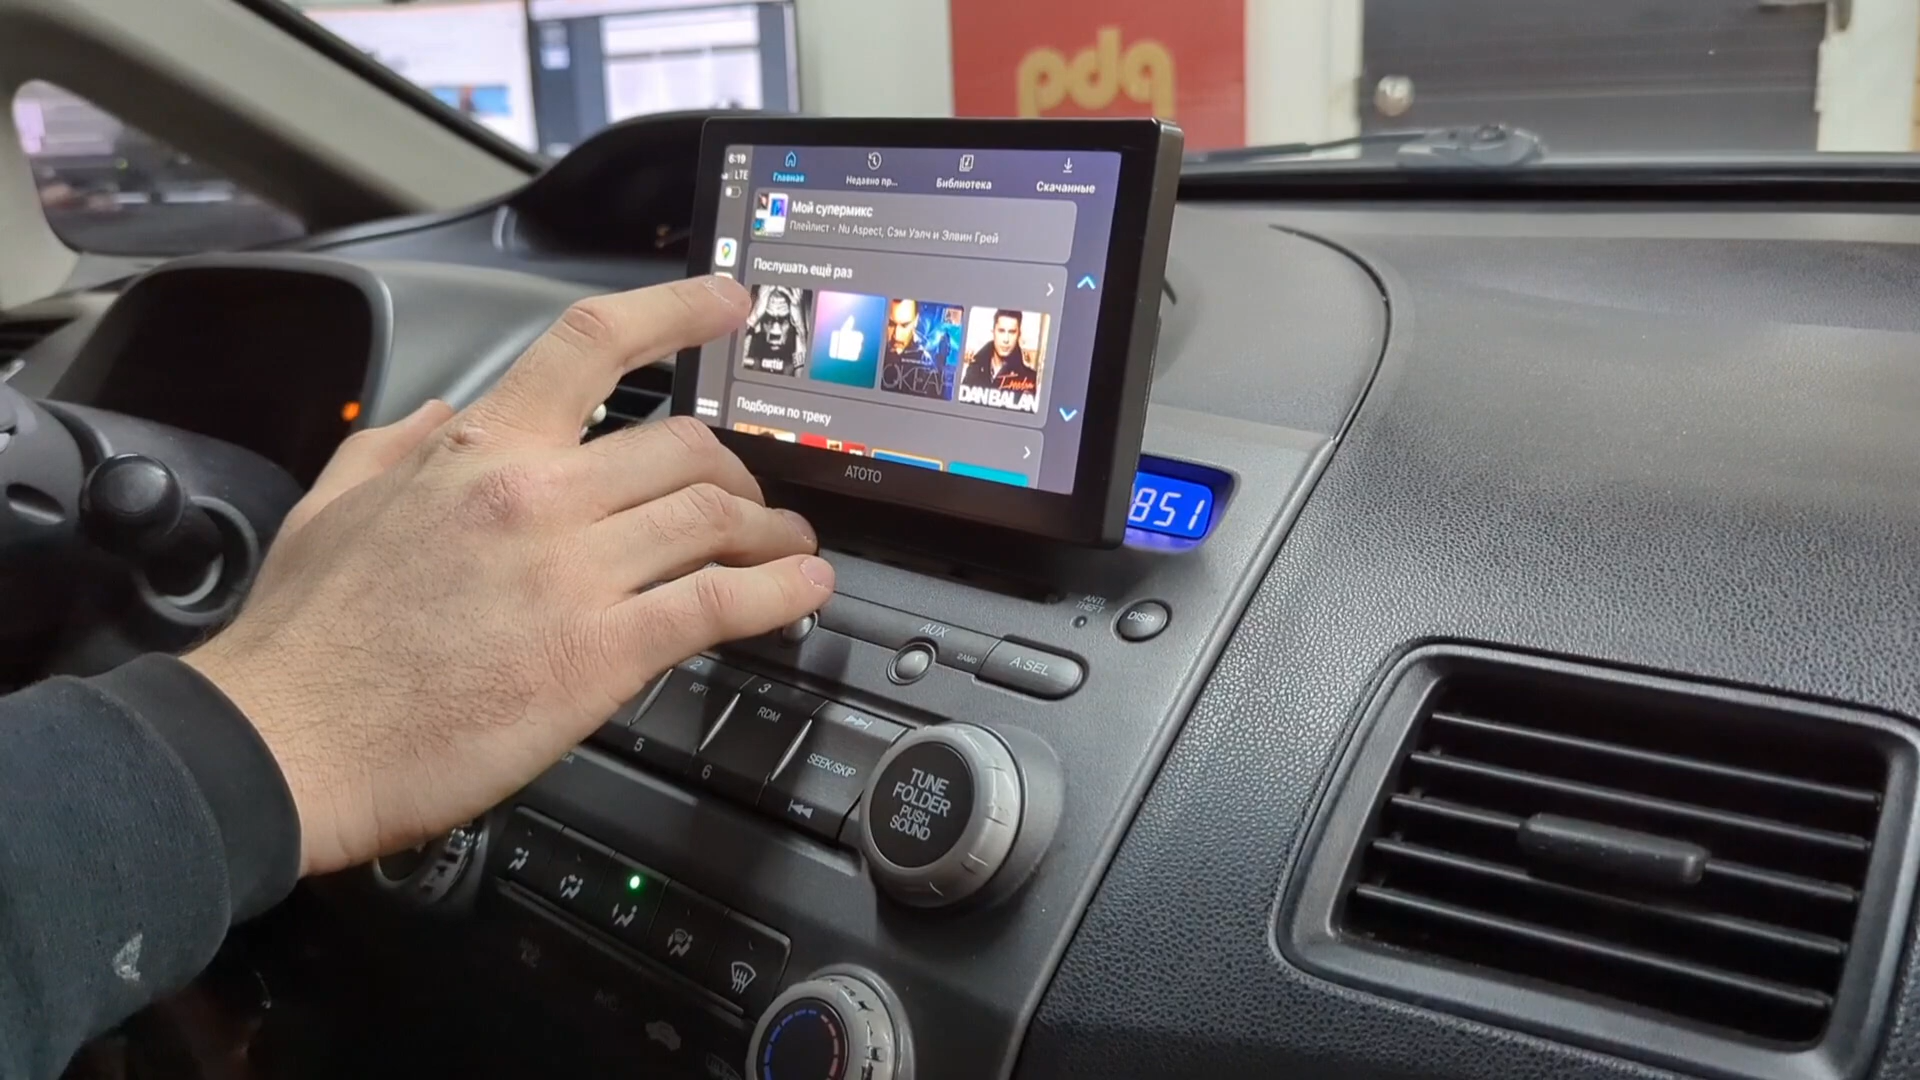 pdq
6:19
LTE
Главная
Недавно пр...
Библиотека
Скачанные
Мой супермикс
Плейлист • Nu Aspect, Сэм Уэлч и Элвин Грей
Послушать ещё раз
curtis
OKEAN
DAN BALAN
Подборки по треку
ATOTO
851
ANTI
THEFT
DISP
AUX
A.SEL
2
RPT
3
RDM
5
6
SEEK/SKIP
TUNE
FOLDER
PUSH
SOUND
A/C